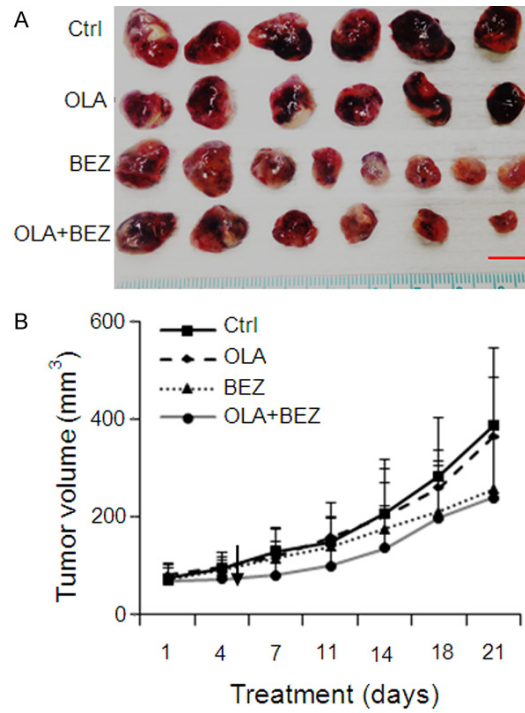 A
Ctrl
OLA
BEZ
OLA+BEZ
B
600
400
200
0
Tumor volume (mm³)
Ctrl
OLA
BEZ
OLA+BEZ
1 4 7 11 14 18 21
Treatment (days)